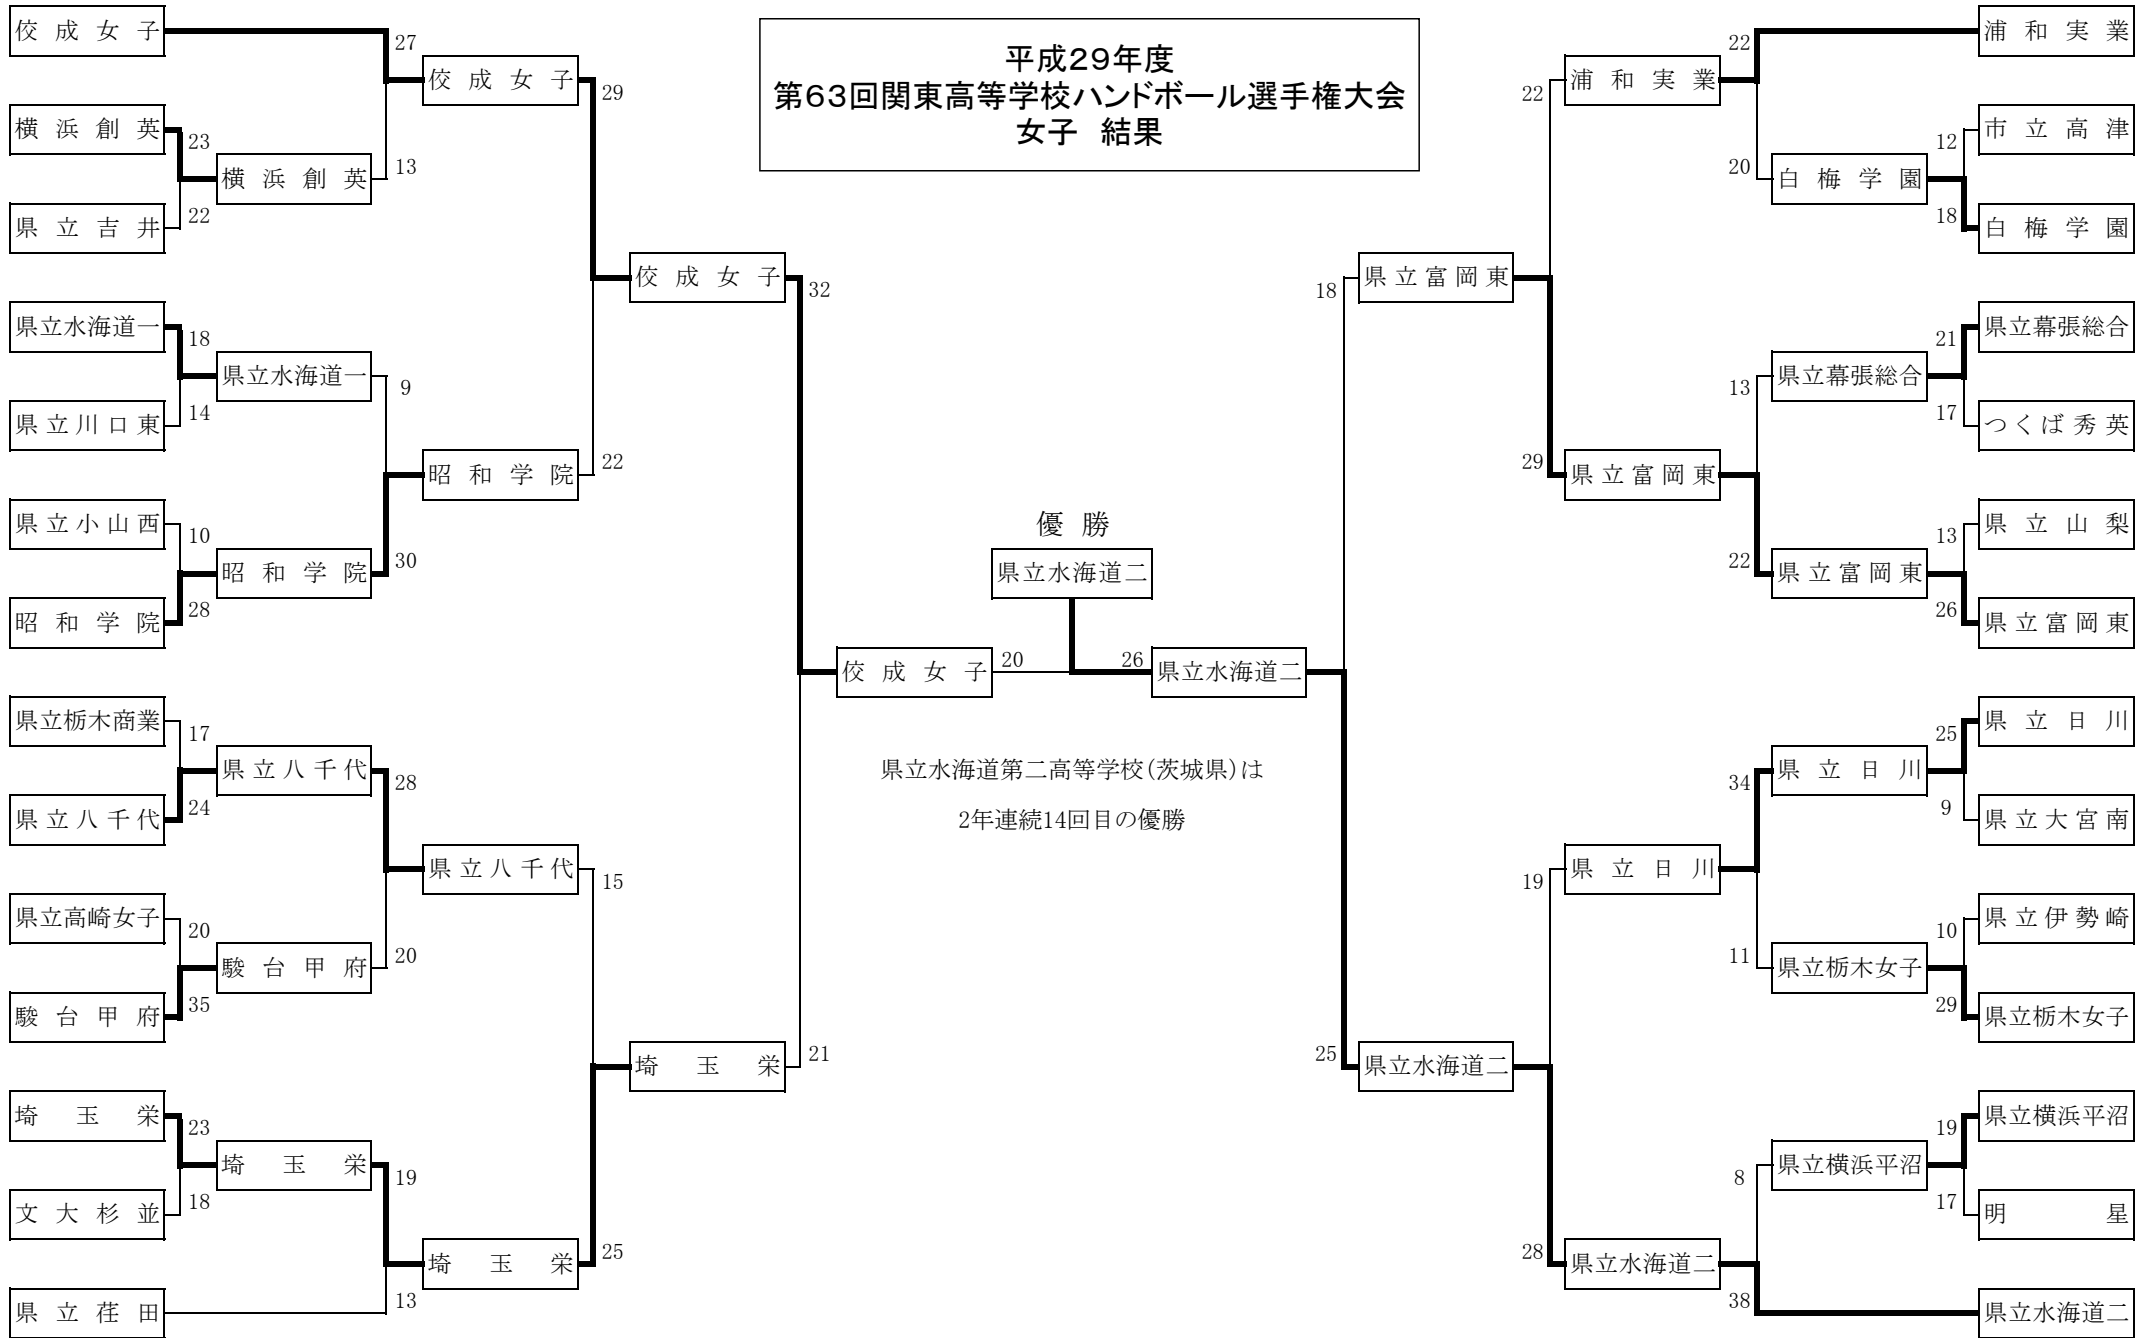 平成29年度
第63回関東高等学校ハンドボール選手権大会
女子 結果
佼成女子
27
佼成女子
29
横浜創英
23
横浜創英
13
県立吉井
22
佼成女子
32
県立水海道一
18
県立水海道一
9
県立川口東
14
昭和学院
22
県立小山西
10
昭和学院
30
昭和学院
28
佼成女子
20
県立栃木商業
17
県立八千代
28
県立八千代
24
県立八千代
15
県立高崎女子
20
駿台甲府
20
駿台甲府
35
埼玉栄
21
埼玉栄
23
埼玉栄
19
文大杉並
18
埼玉栄
25
県立荏田
13
優勝
県立水海道二
26
県立水海道二
県立水海道第二高等学校(茨城県)は
2年連続14回目の優勝
浦和実業
22
浦和実業
22
市立高津
12
白梅学園
20
白梅学園
18
県立富岡東
18
県立幕張総合
21
県立幕張総合
13
つくば秀英
17
県立富岡東
29
県立山梨
13
県立富岡東
22
県立富岡東
26
県立日川
25
県立日川
34
県立大宮南
9
県立日川
19
県立伊勢崎
10
県立栃木女子
11
県立栃木女子
29
県立水海道二
25
県立横浜平沼
19
県立横浜平沼
8
明星
17
県立水海道二
28
県立水海道二
38